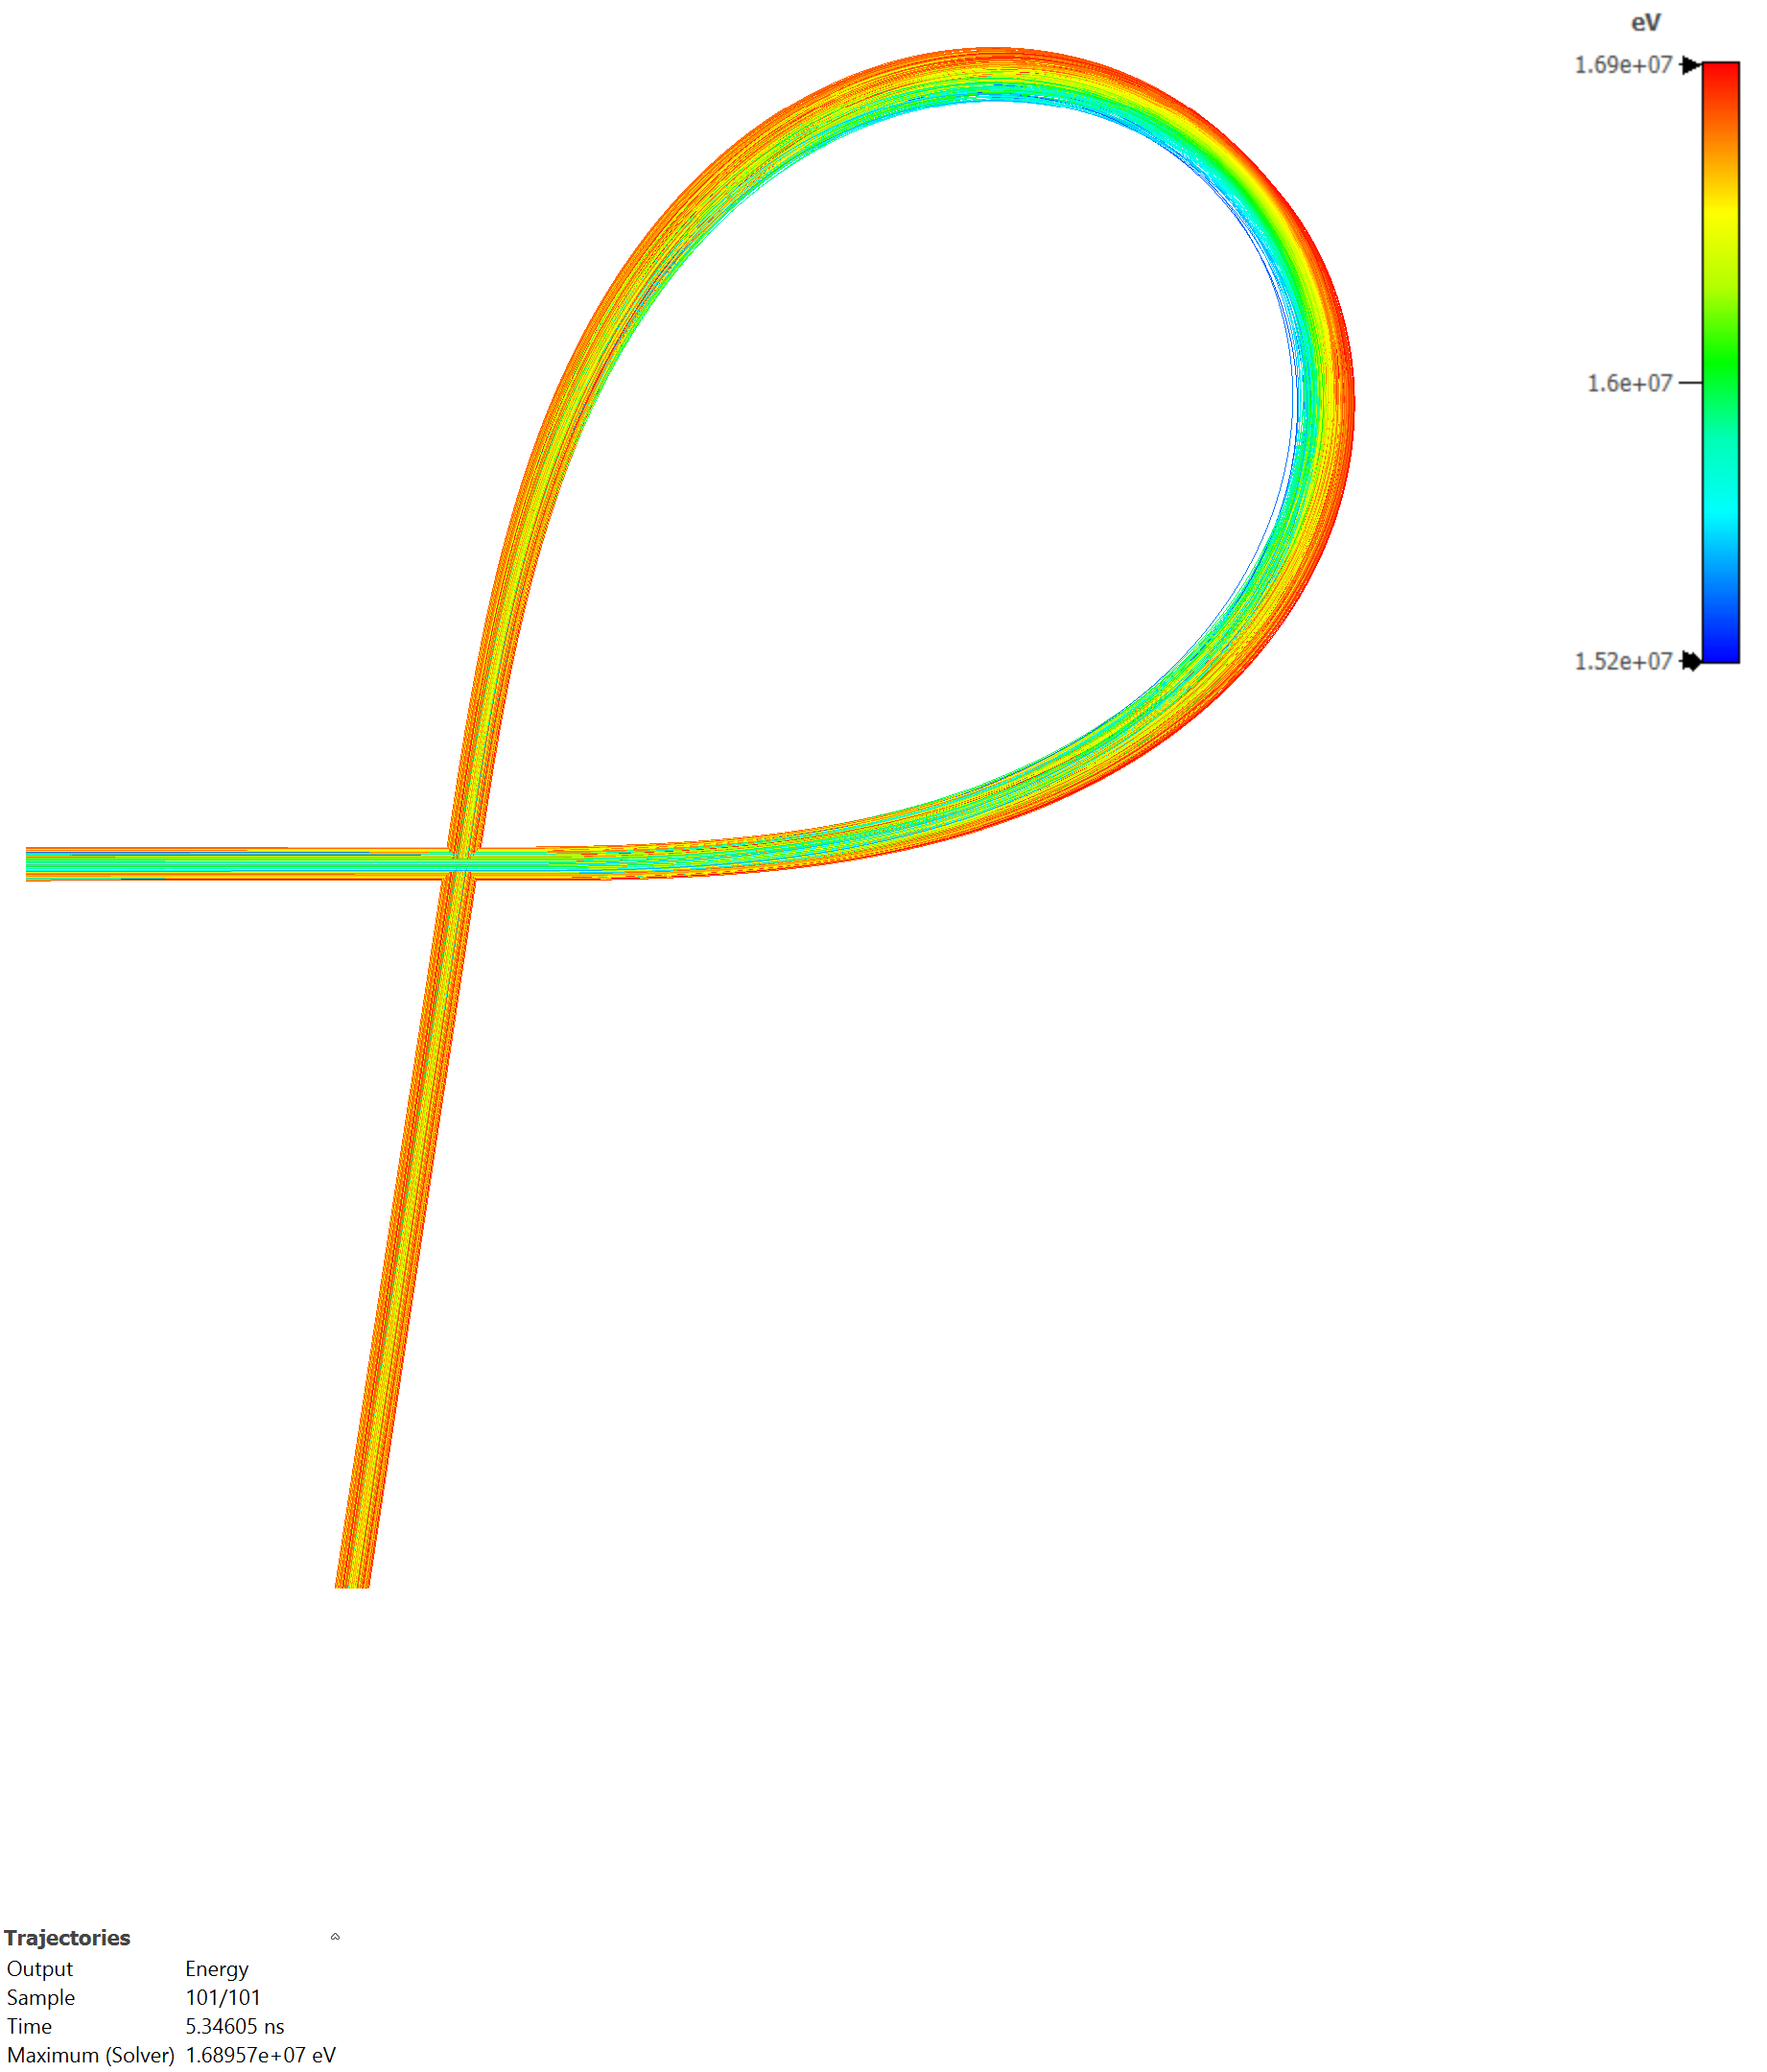 eV
1.69e+07
1.6e+07
1.52e+07
Trajectories
Output Energy
Sample 101/101
Time 5.34605 ns
Maximum (Solver) 1.68957e+07 eV